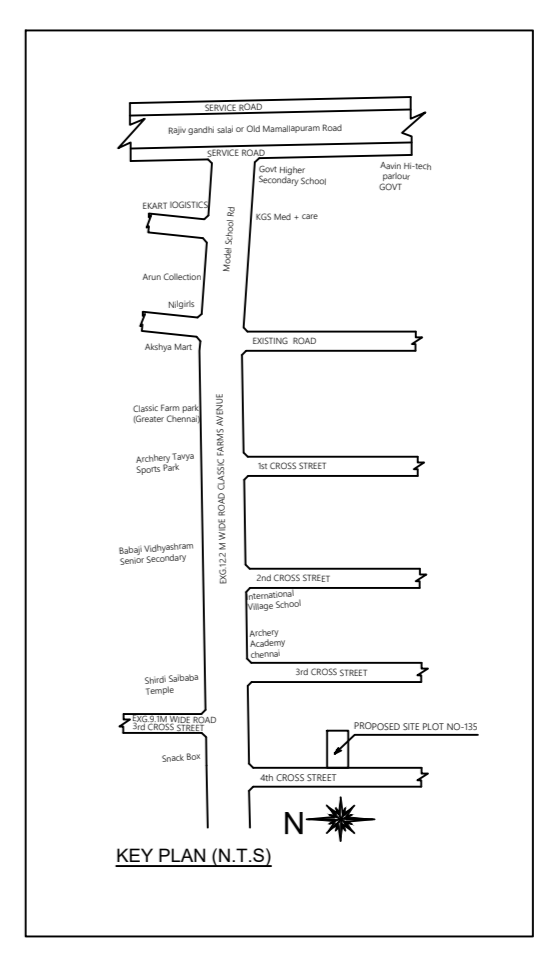 SERVICE ROAD
Rajiv gandhi salai or Old Mamallapuram Road
SERVICE ROAD
Govt Higher
Secondary School
Aavin Hi-tech
parlour
GOVT
EKART lOGISTICS
Model School Rd
KGS Med + care
Arun Collection
Nilgirls
Akshya Mart
EXISTING ROAD
EXG.12.2 M WIDE ROAD CLASSIC FARMS AVENUE
Classic Farm park
(Greater Chennai)
Archhery Tavya
Sports Park
1st CROSS STREET
Babaji Vidhyashram
Senior Secondary
2nd CROSS STREET
nternational
Village School
Archery
Academy
chennai
3rd CROSS STREET
Shirdi Saibaba
Temple
EXG.9.1M WIDE ROAD
3rd CROSS STREET
PROPOSED SITE PLOT NO-135
Snack Box
4th CROSS STREET
N
KEY PLAN (N.T.S)